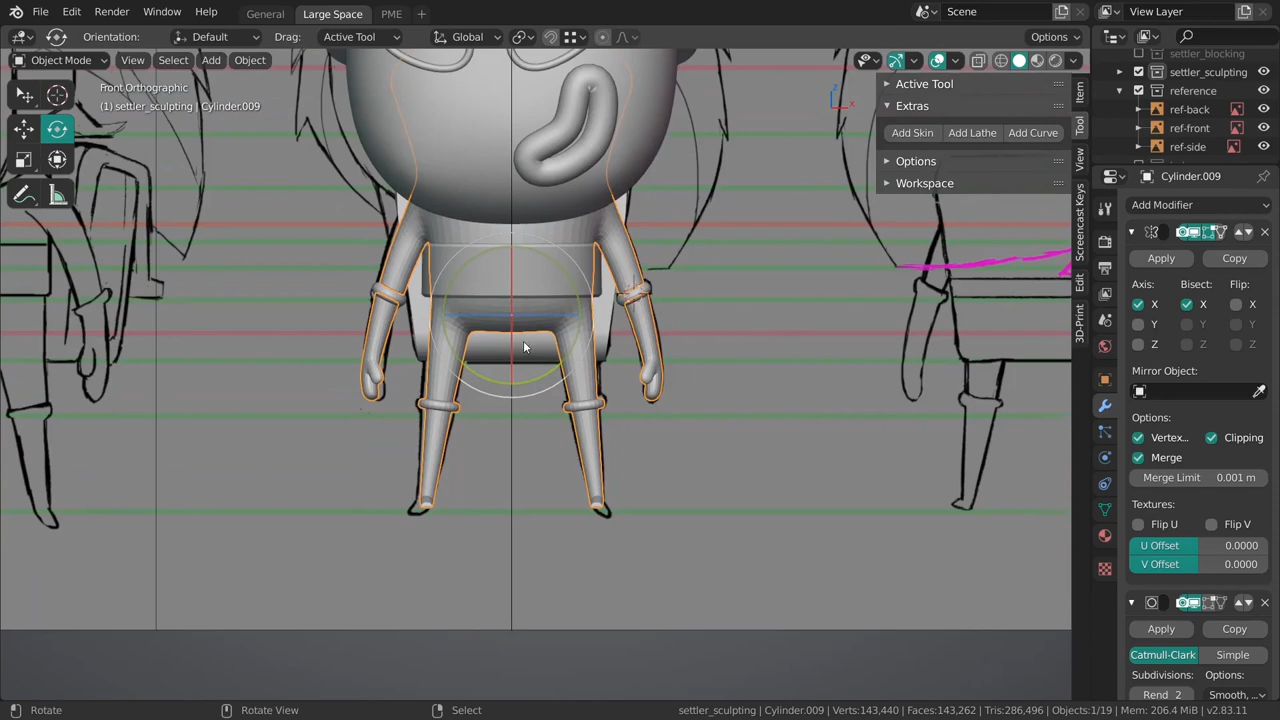 File Edit Render Window Help General Large Space PME + Scene View Layer
Orientation: Default Drag: Active Tool Global Options
Object Mode View Select Add Object
Front Orthographic
(1) settler_sculpting | Cylinder.009
z
x
Active Tool
Extras
Add Skin Add Lathe Add Curve
Options
Workspace
Item
Tool
View
Screencast Keys
Edit
3D-Print
settler_blocking
settler_sculpting
reference
ref-back
ref-front
ref-side
Cylinder.009
Add Modifier
Apply Copy
Axis: Bisect: Flip:
X X X
Y Y Y
Z Z Z
Mirror Object:
Options:
Vertex... Clipping
Merge
Merge Limit 0.001 m
Textures:
Flip U Flip V
U Offset 0.0000
V Offset 0.0000
Apply Copy
Catmull-Clark Simple
Subdivisions: Options:
Rend 2 Smooth, ...
Rotate Rotate View Select settler_sculpting | Cylinder.009 | Verts:143,440 | Faces:143,262 | Tris:286,496 | Objects:1/19 | Memory: 206.4 MiB | v2.83.11